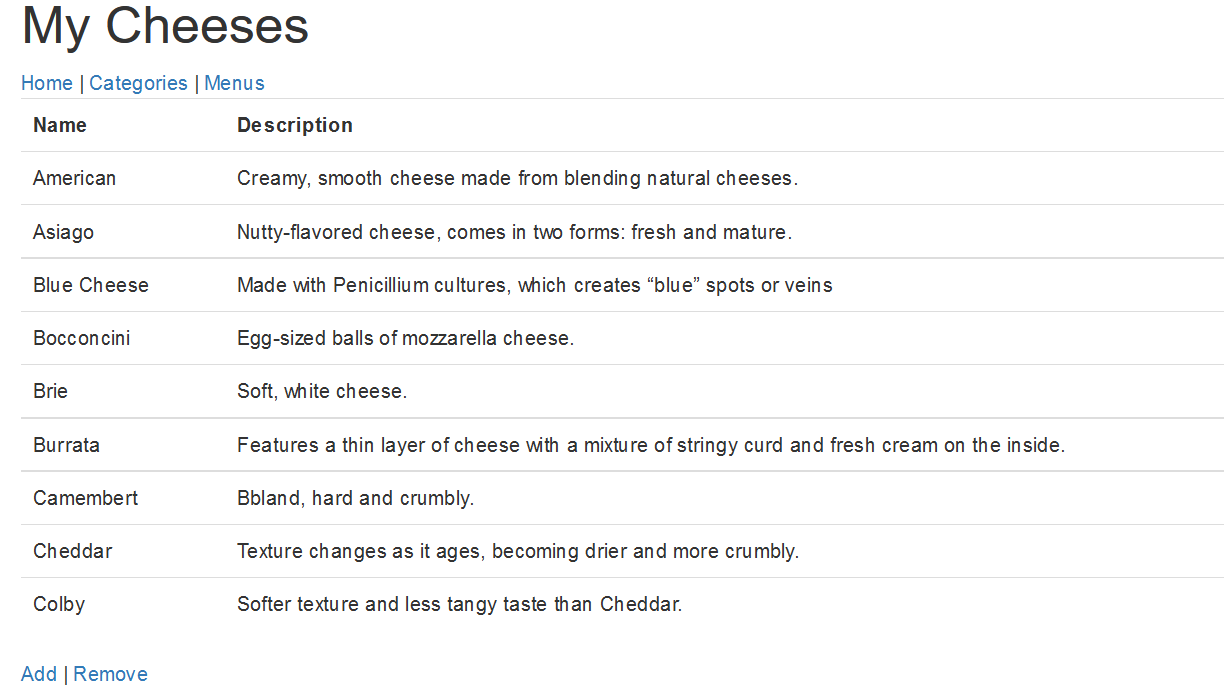 My Cheeses
Home | Categories | Menus
Name Description
American Creamy, smooth cheese made from blending natural cheeses.
Asiago Nutty-flavored cheese, comes in two forms: fresh and mature.
Blue Cheese Made with Penicillium cultures, which creates “blue” spots or veins
Bocconcini Egg-sized balls of mozzarella cheese.
Brie Soft, white cheese.
Burrata Features a thin layer of cheese with a mixture of stringy curd and fresh cream on the inside.
Camembert Bbland, hard and crumbly.
Cheddar Texture changes as it ages, becoming drier and more crumbly.
Colby Softer texture and less tangy taste than Cheddar.
Add | Remove